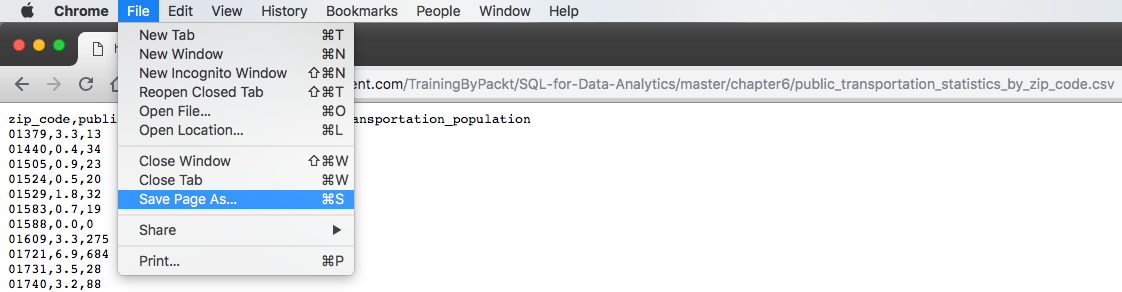 Chrome File Edit View History Bookmarks People Window Help
New Tab ⌘T
New Window ⌘N
New Incognito Window ⇧⌘N
Reopen Closed Tab ⇧⌘T
Open File... ⌘O
Open Location... ⌘L
Close Window ⇧⌘W
Close Tab ⌘W
Save Page As... ⌘S
Share ▶
Print... ⌘P
ent.com/TrainingByPackt/SQL-for-Data-Analytics/master/chapter6/public_transportation_statistics_by_zip_code.csv
zip_code,public ansportation_population
01379,3.3,13
01440,0.4,34
01505,0.9,23
01524,0.5,20
01529,1.8,32
01583,0.7,19
01588,0.0,0
01609,3.3,275
01721,6.9,684
01731,3.5,28
01740,3.2,88